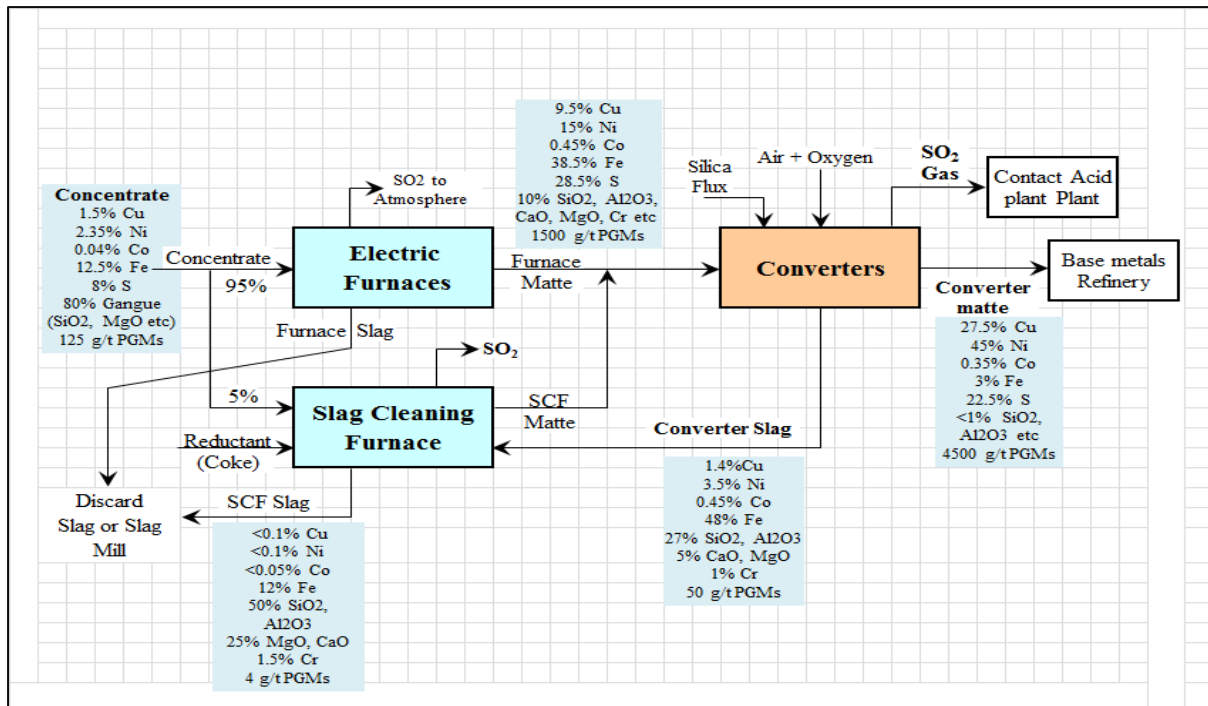 Concentrate
1.5% Cu
2.35% Ni
0.04% Co
12.5% Fe
8% S
80% Gangue
(SiO2, MgO etc)
125 g/t PGMs
Concentrate
95%
5%
SO2 to
Atmosphere
Electric
Furnaces
Furnace Slag
Furnace
Matte
9.5% Cu
15% Ni
0.45% Co
38.5% Fe
28.5% S
10% SiO2, Al2O3,
CaO, MgO, Cr etc
1500 g/t PGMs
Silica
Flux
Air + Oxygen
SO2
Gas
Contact Acid
plant Plant
Converters
Base metals
Refinery
Converter
matte
27.5% Cu
45% Ni
0.35% Co
3% Fe
22.5% S
<1% SiO2,
Al2O3 etc
4500 g/t PGMs
SO2
Slag Cleaning
Furnace
SCF
Matte
Converter Slag
1.4%Cu
3.5% Ni
0.45% Co
48% Fe
27% SiO2, Al2O3
5% CaO, MgO
1% Cr
50 g/t PGMs
Reductant
(Coke)
Discard
Slag or Slag
Mill
SCF Slag
<0.1% Cu
<0.1% Ni
<0.05% Co
12% Fe
50% SiO2,
Al2O3
25% MgO, CaO
1.5% Cr
4 g/t PGMs